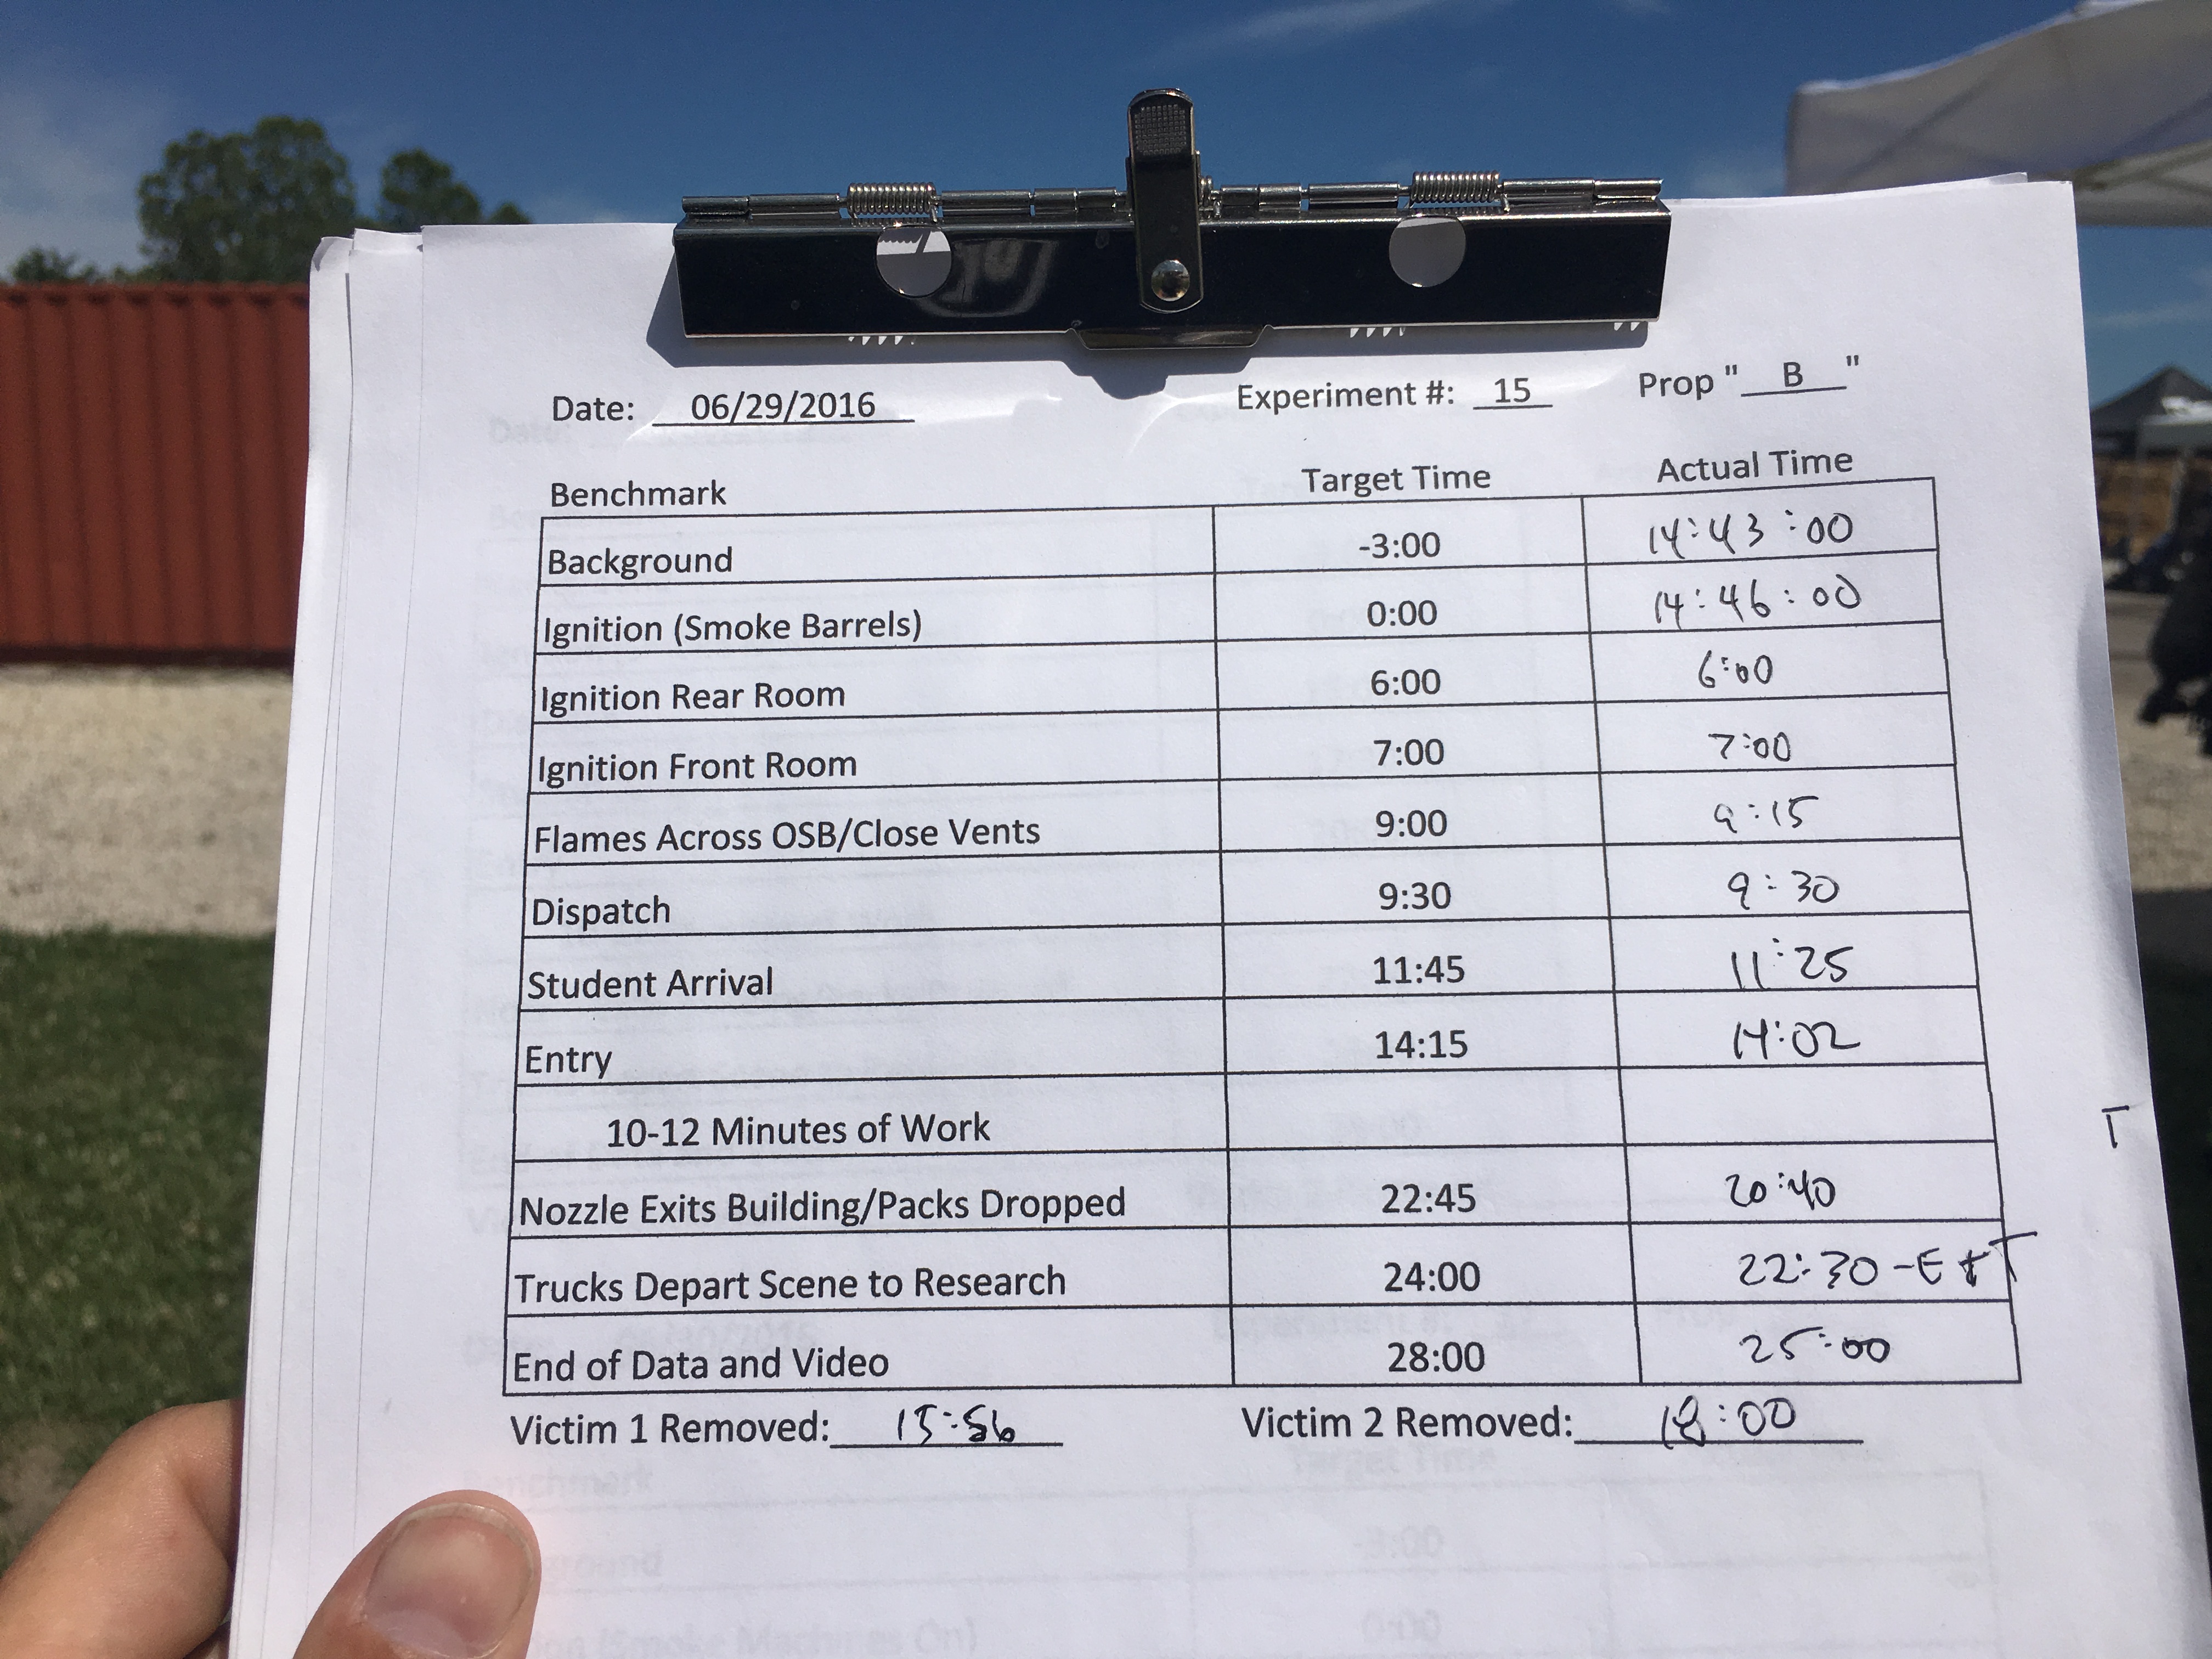 Date: 06/29/2016 Experiment #: 15 Prop " B "
Benchmark Target Time Actual Time
Background -3:00 14:43:00
Ignition (Smoke Barrels) 0:00 14:46:00
Ignition Rear Room 6:00 6:00
Ignition Front Room 7:00 7:00
Flames Across OSB/Close Vents 9:00 9:15
Dispatch 9:30 9:30
Student Arrival 11:45 11:25
Entry 14:15 14:02
10-12 Minutes of Work
T
Nozzle Exits Building/Packs Dropped 22:45 20:40
Trucks Depart Scene to Research 24:00 22:30 -E + T
End of Data and Video 28:00 25:00
Victim 1 Removed: 15:56 Victim 2 Removed: 18:00